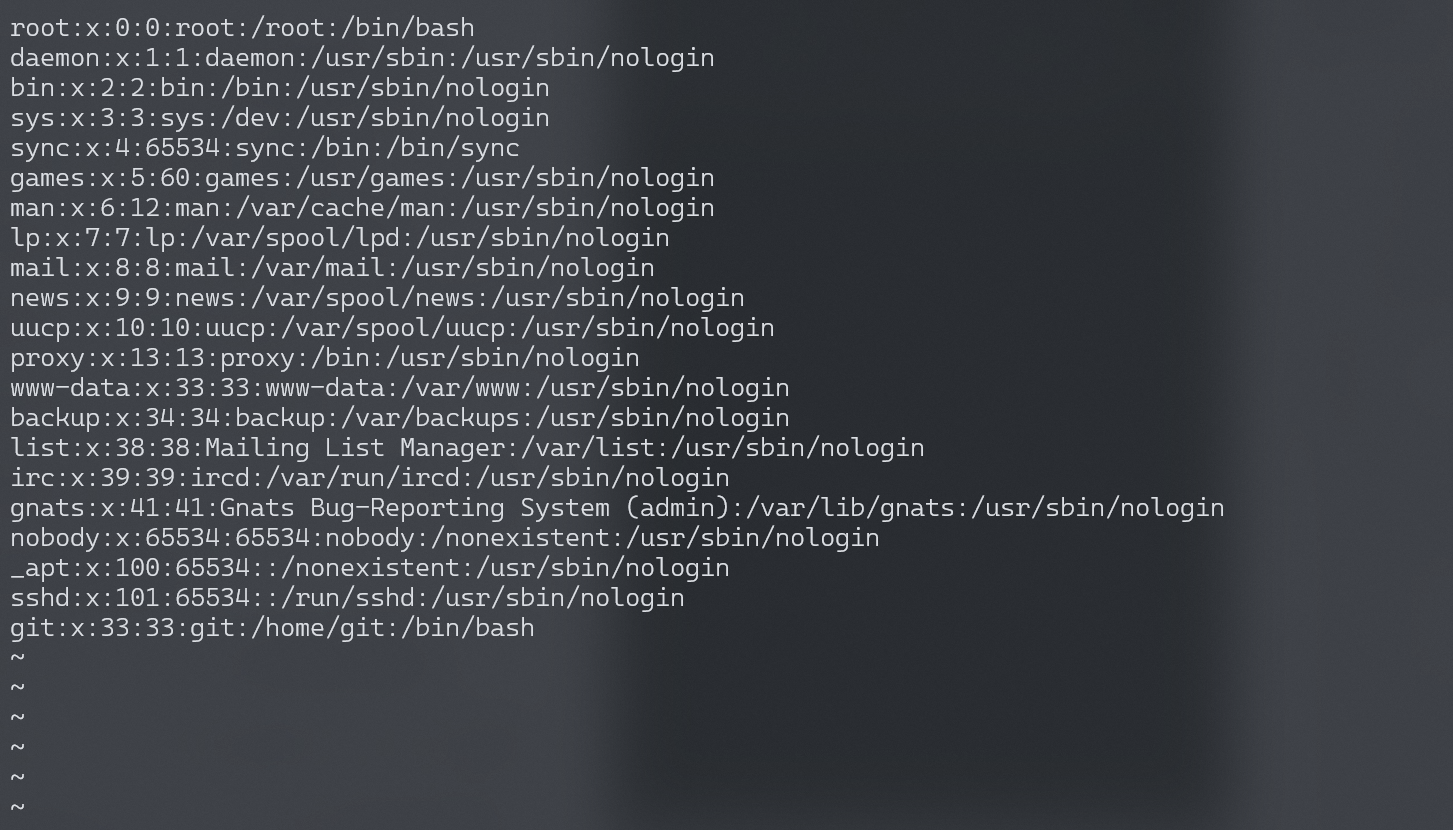 root:x:0:0:root:/root:/bin/bash
daemon:x:1:1:daemon:/usr/sbin:/usr/sbin/nologin
bin:x:2:2:bin:/bin:/usr/sbin/nologin
sys:x:3:3:sys:/dev:/usr/sbin/nologin
sync:x:4:65534:sync:/bin:/bin/sync
games:x:5:60:games:/usr/games:/usr/sbin/nologin
man:x:6:12:man:/var/cache/man:/usr/sbin/nologin
lp:x:7:7:lp:/var/spool/lpd:/usr/sbin/nologin
mail:x:8:8:mail:/var/mail:/usr/sbin/nologin
news:x:9:9:news:/var/spool/news:/usr/sbin/nologin
uucp:x:10:10:uucp:/var/spool/uucp:/usr/sbin/nologin
proxy:x:13:13:proxy:/bin:/usr/sbin/nologin
www-data:x:33:33:www-data:/var/www:/usr/sbin/nologin
backup:x:34:34:backup:/var/backups:/usr/sbin/nologin
list:x:38:38:Mailing List Manager:/var/list:/usr/sbin/nologin
irc:x:39:39:ircd:/var/run/ircd:/usr/sbin/nologin
gnats:x:41:41:Gnats Bug-Reporting System (admin):/var/lib/gnats:/usr/sbin/nologin
nobody:x:65534:65534:nobody:/nonexistent:/usr/sbin/nologin
_apt:x:100:65534::/nonexistent:/usr/sbin/nologin
sshd:x:101:65534::/run/sshd:/usr/sbin/nologin
git:x:33:33:git:/home/git:/bin/bash
~
~
~
~
~
~